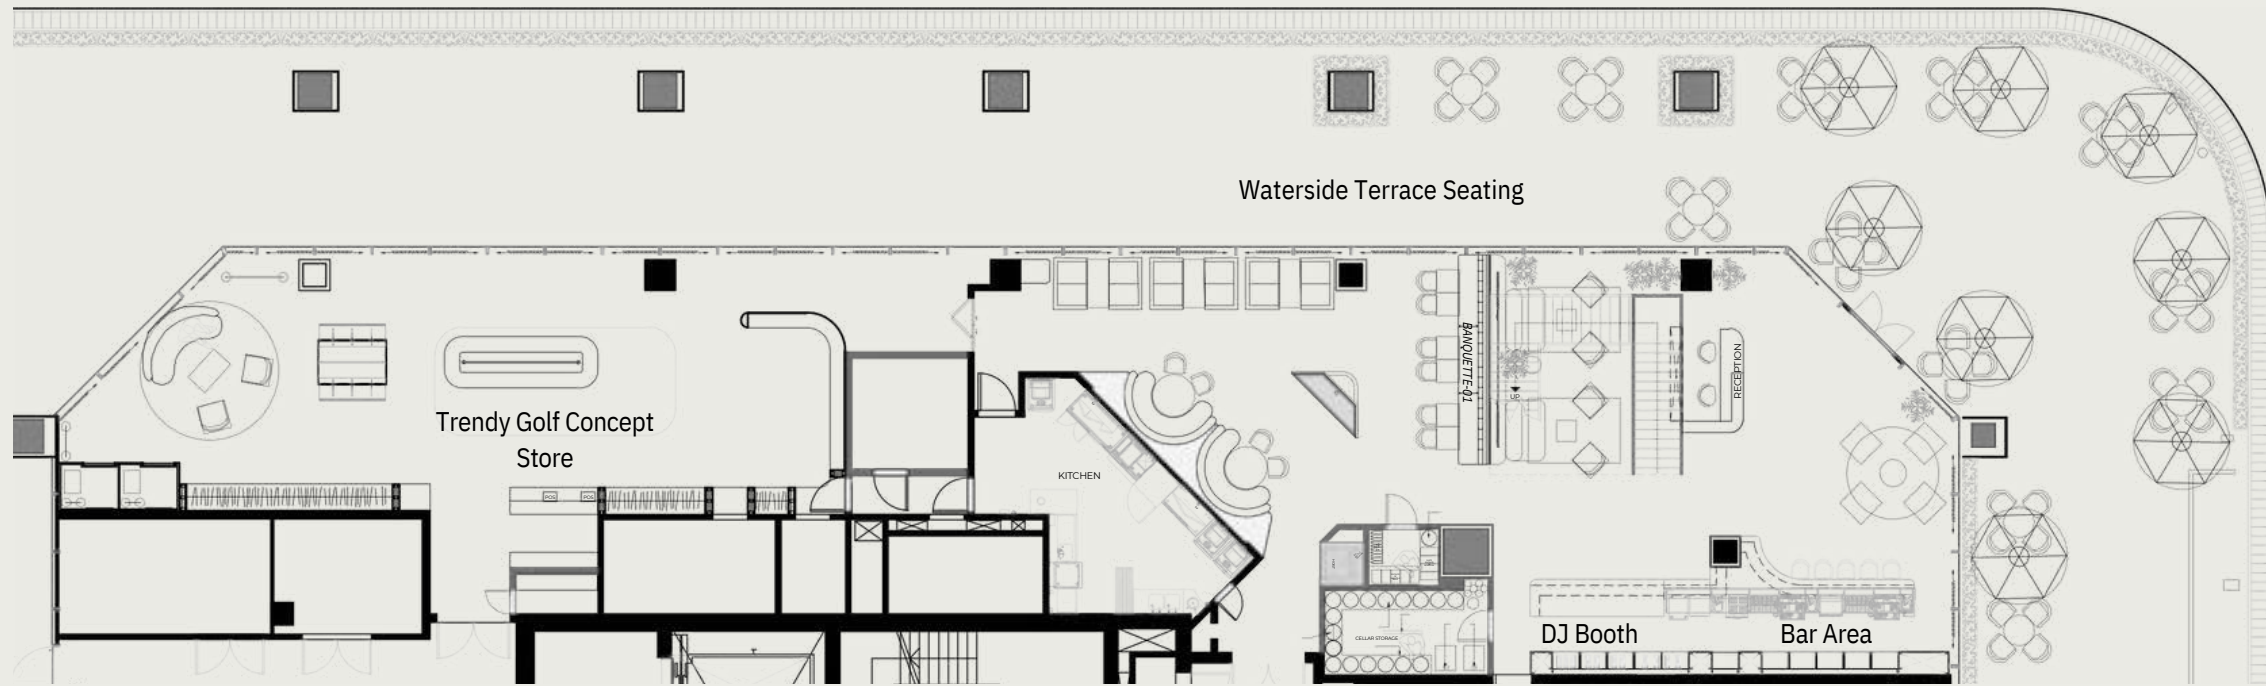 Waterside Terrace Seating
BANQUETTE-01
RECEPTION
UP
Trendy Golf Concept
Store
KITCHEN
POS
POS
CELLAR STORAGE
DJ Booth
Bar Area